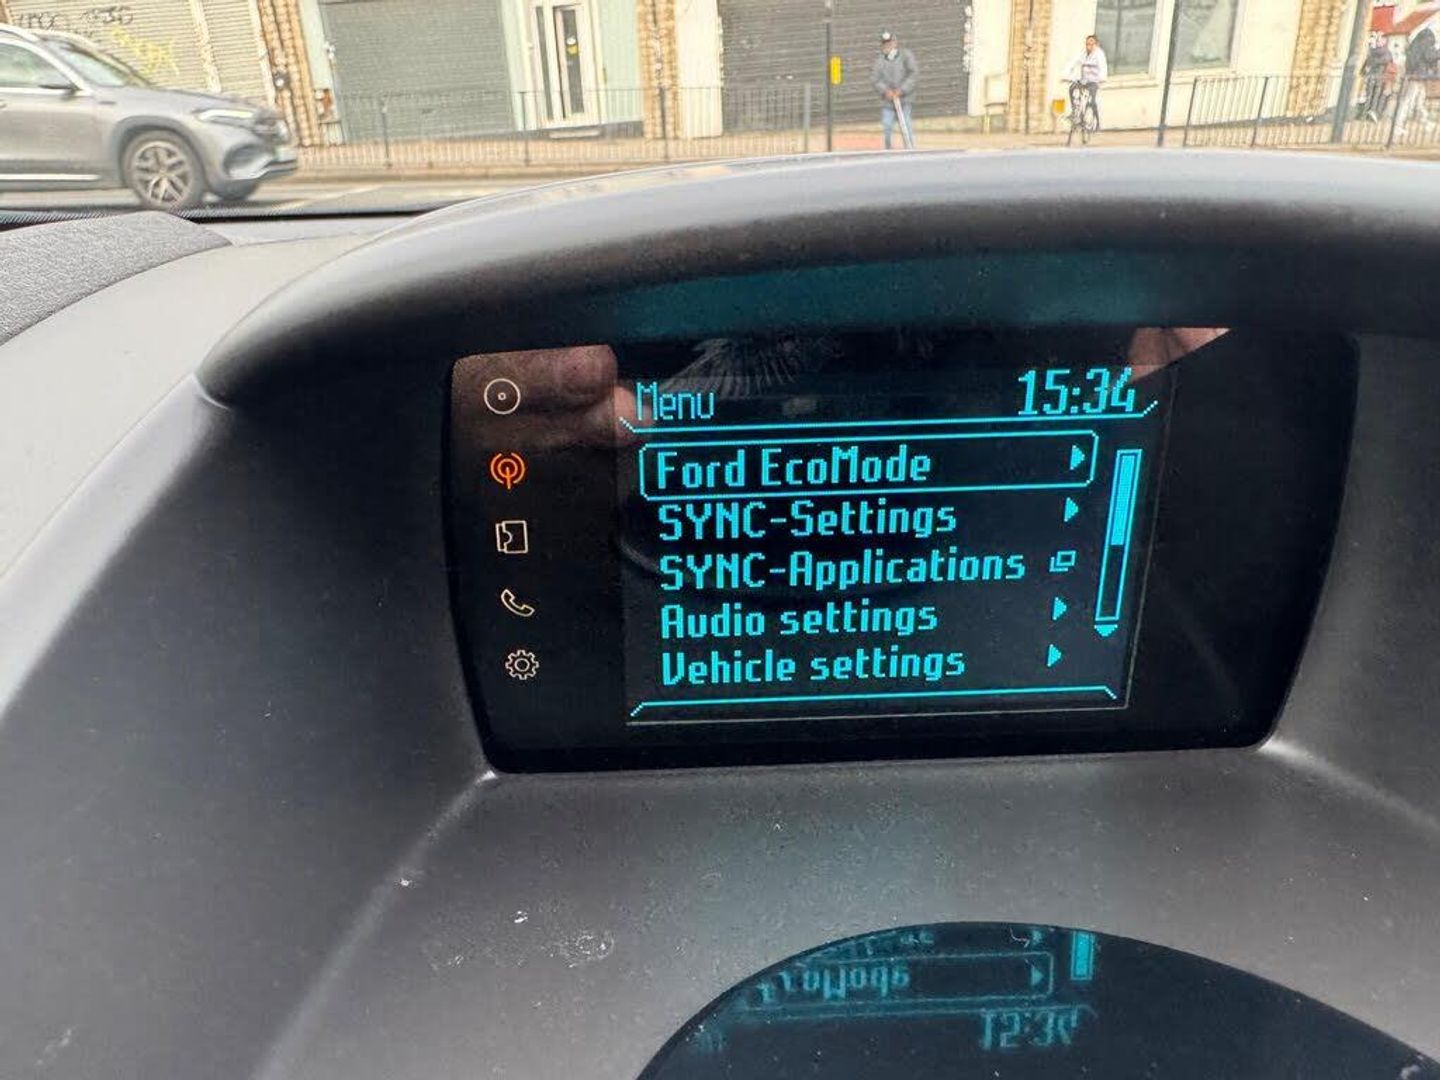 Menu 15:34
Ford EcoMode
SYNC-Settings
SYNC-Applications
Audio settings
Vehicle settings